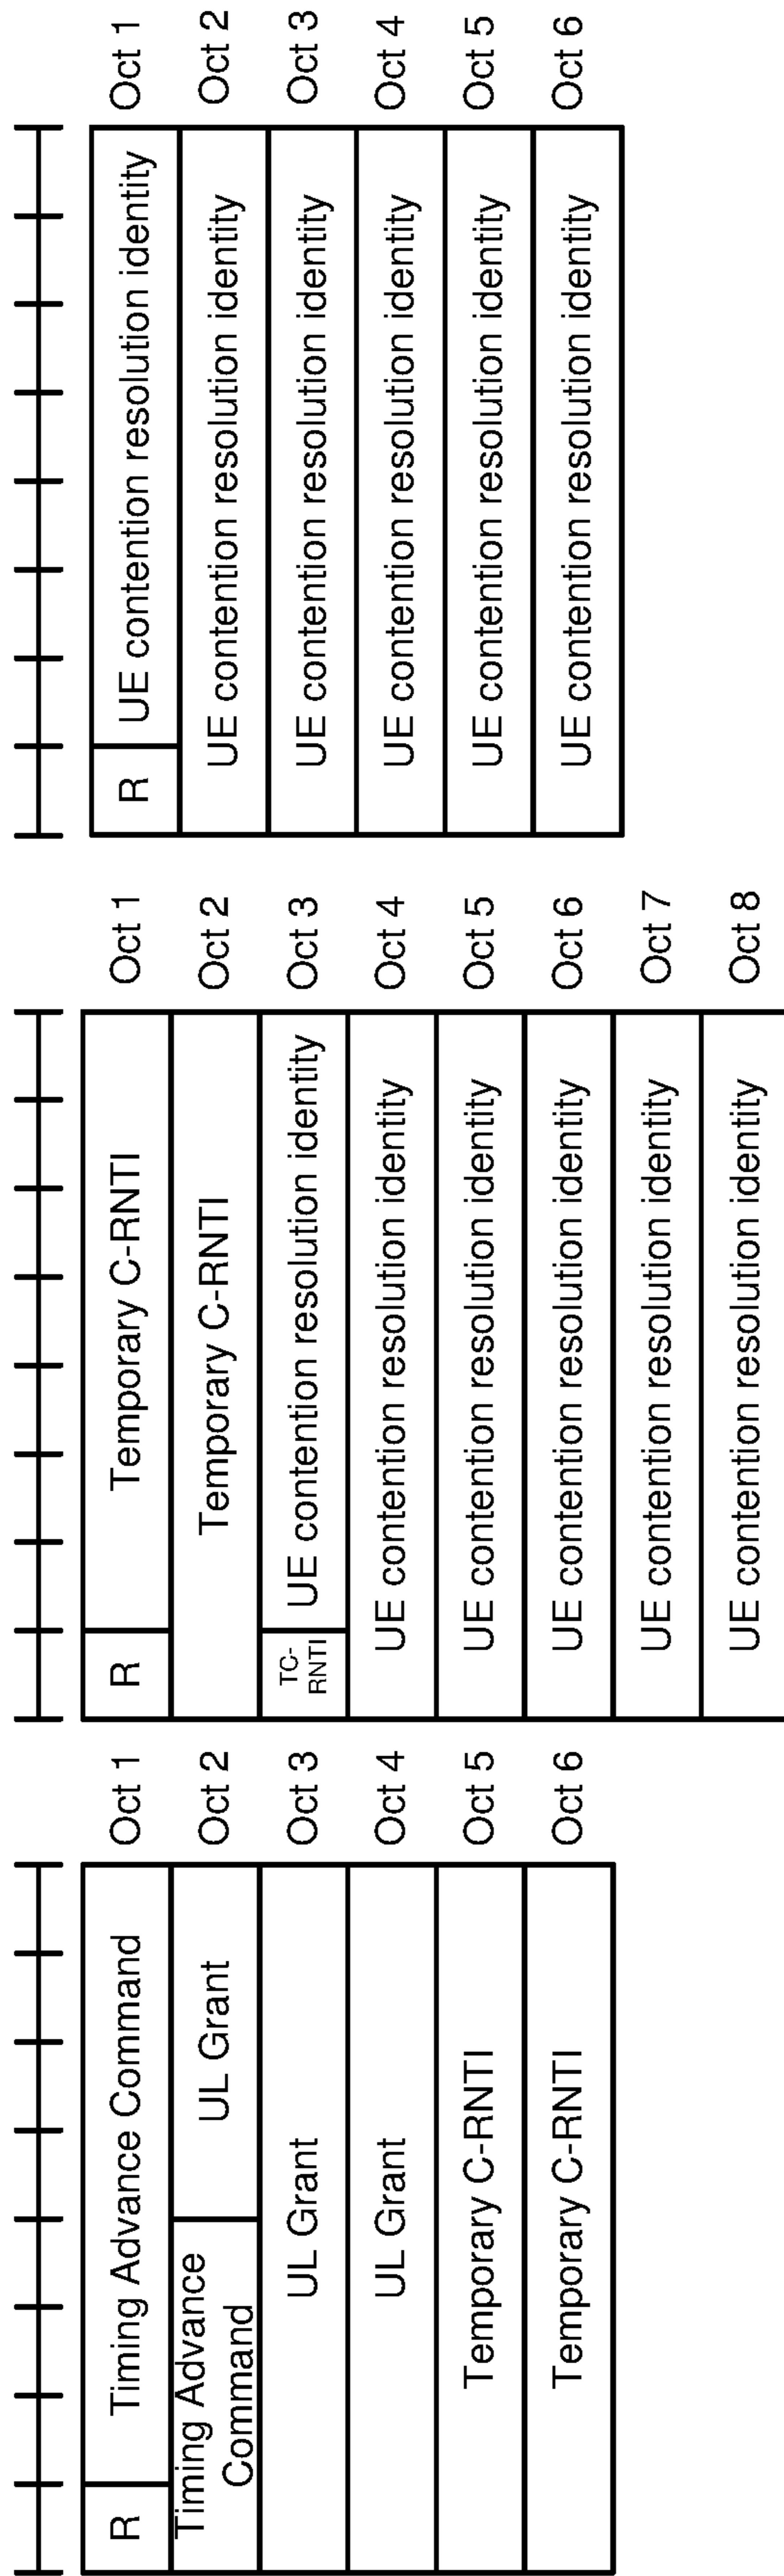 R
Timing Advance Command
Oct 1
Timing Advance
Command
UL Grant
Oct 2
UL Grant
Oct 3
UL Grant
Oct 4
Temporary C-RNTI
Oct 5
Temporary C-RNTI
Oct 6
R
Temporary C-RNTI
Oct 1
Temporary C-RNTI
Oct 2
TC-
RNTI
UE contention resolution identity
Oct 3
UE contention resolution identity
Oct 4
UE contention resolution identity
Oct 5
UE contention resolution identity
Oct 6
UE contention resolution identity
Oct 7
UE contention resolution identity
Oct 8
R
UE contention resolution identity
Oct 1
UE contention resolution identity
Oct 2
UE contention resolution identity
Oct 3
UE contention resolution identity
Oct 4
UE contention resolution identity
Oct 5
UE contention resolution identity
Oct 6